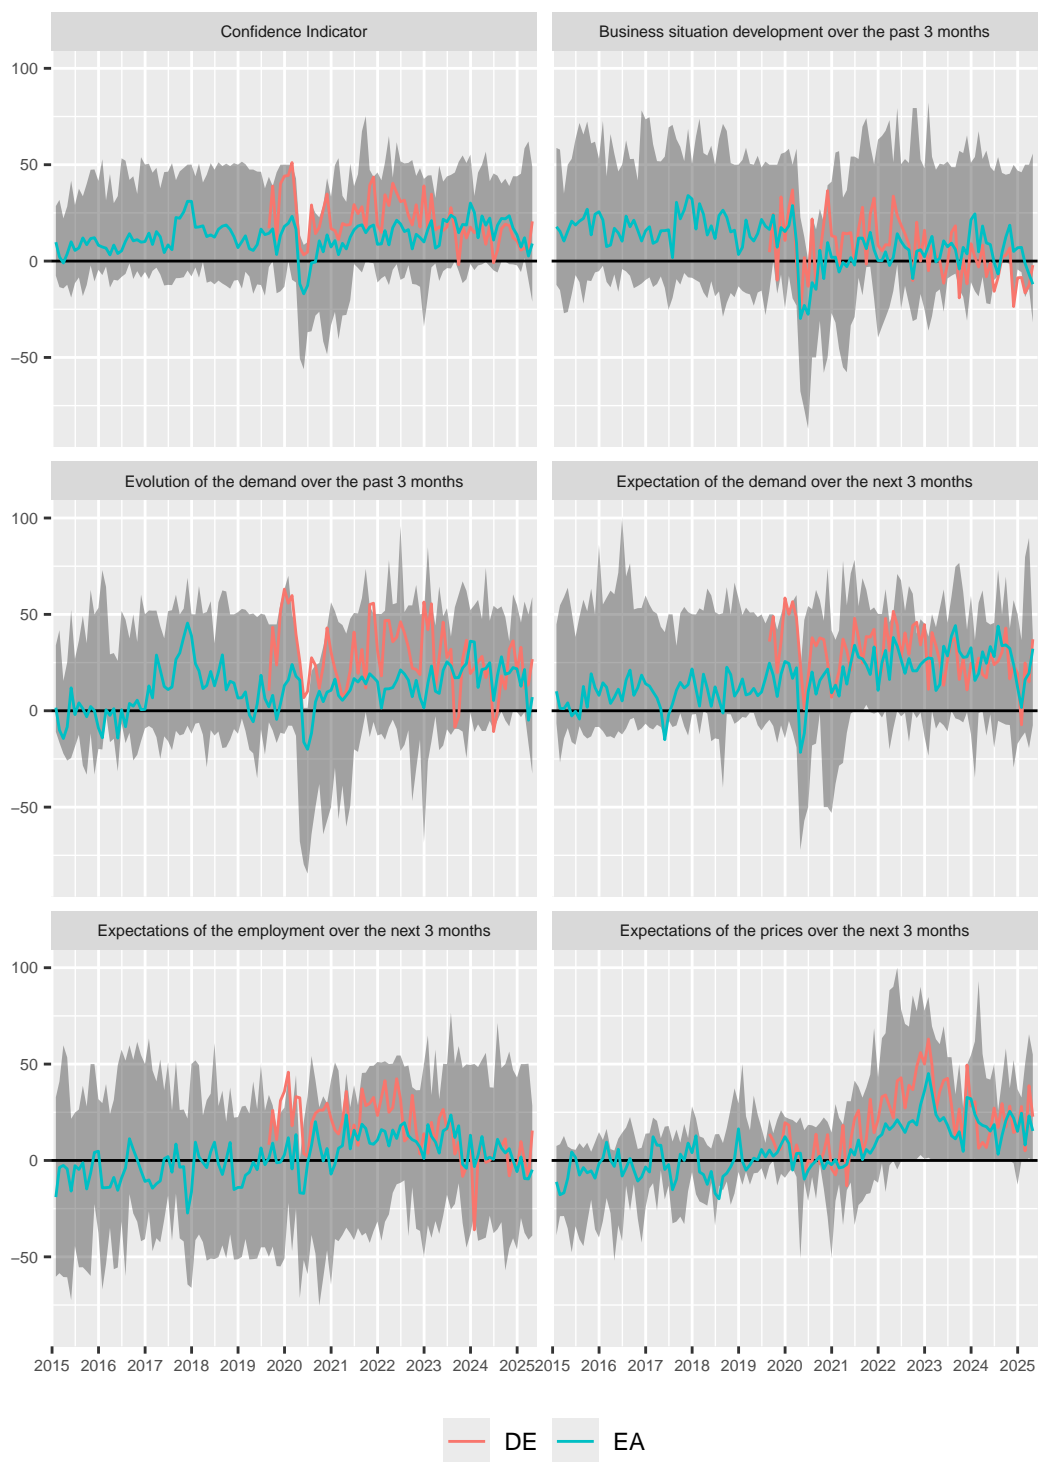 Confidence Indicator
Business situation development over the past 3 months
100
50
0
−50
Evolution of the demand over the past 3 months
Expectation of the demand over the next 3 months
100
50
0
−50
Expectations of the employment over the next 3 months
Expectations of the prices over the next 3 months
100
50
0
−50
2015 2016 2017 2018 2019 2020 2021 2022 2023 2024 2025
2015 2016 2017 2018 2019 2020 2021 2022 2023 2024 2025
DE EA